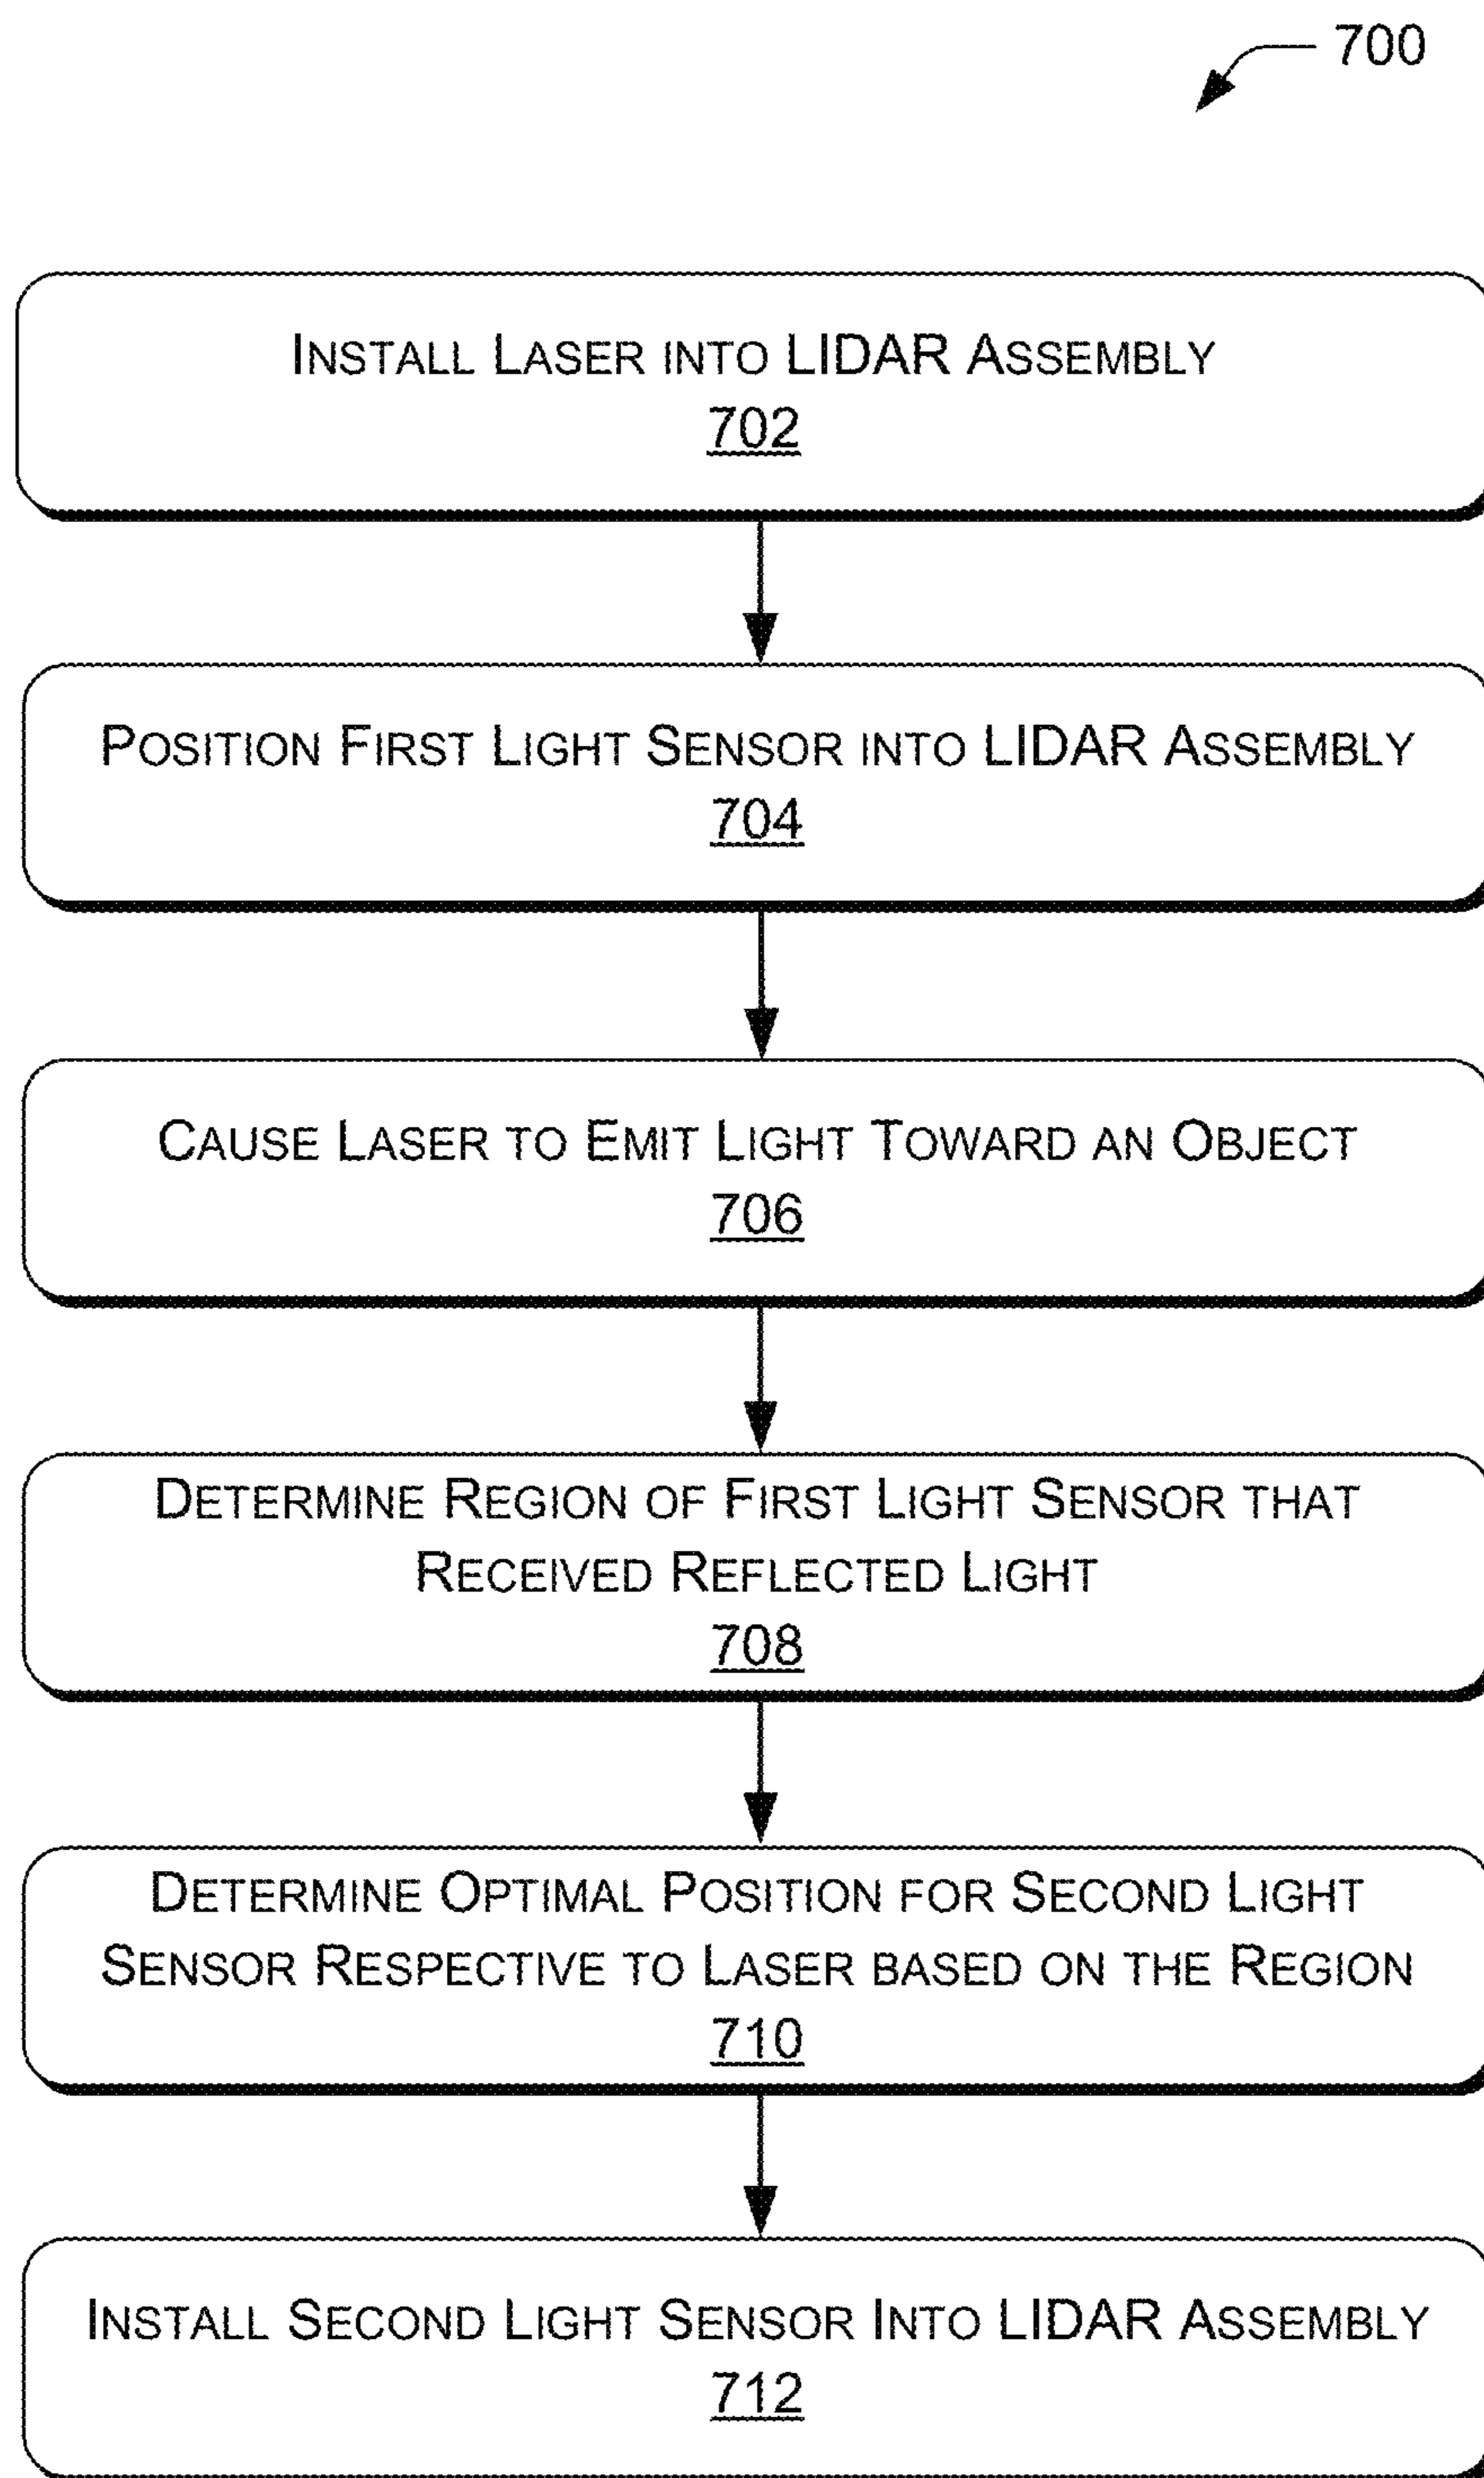 700
Install Laser into LIDAR Assembly
702
Position First Light Sensor into LIDAR Assembly
704
Cause Laser to Emit Light Toward an Object
706
Determine Region of First Light Sensor that
Received Reflected Light
708
Determine Optimal Position for Second Light
Sensor Respective to Laser based on the Region
710
Install Second Light Sensor Into LIDAR Assembly
712